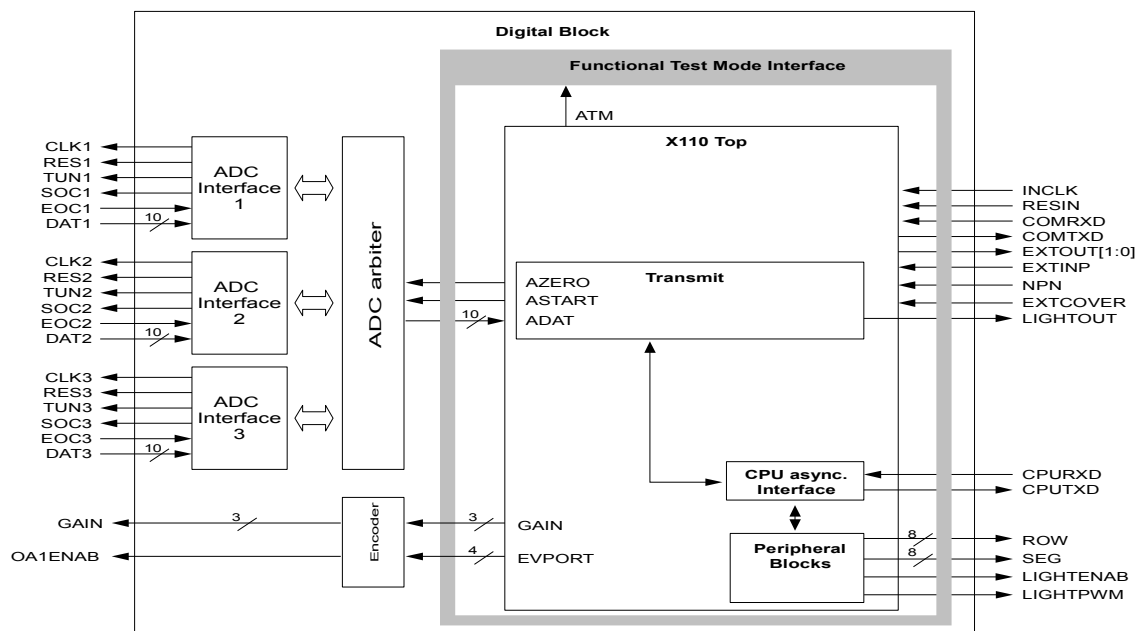 Digital Block
Functional Test Mode Interface
ATM
X110 Top
CLK1
RES1
TUN1
SOC1
EOC1
DAT1
10
ADC
Interface
1
CLK2
RES2
TUN2
SOC2
EOC2
DAT2
10
ADC
Interface
2
CLK3
RES3
TUN3
SOC3
EOC3
DAT3
10
ADC
Interface
3
ADC arbiter
10
AZERO
ASTART
ADAT
Transmit
INCLK
RESIN
COMRXD
COMTXD
EXTOUT[1:0]
EXTINP
NPN
EXTCOVER
LIGHTOUT
CPU async.
Interface
CPURXD
CPUTXD
GAIN
3
OA1ENAB
Encoder
3
GAIN
4
EVPORT
Peripheral
Blocks
8
ROW
8
SEG
LIGHTENAB
LIGHTPWM